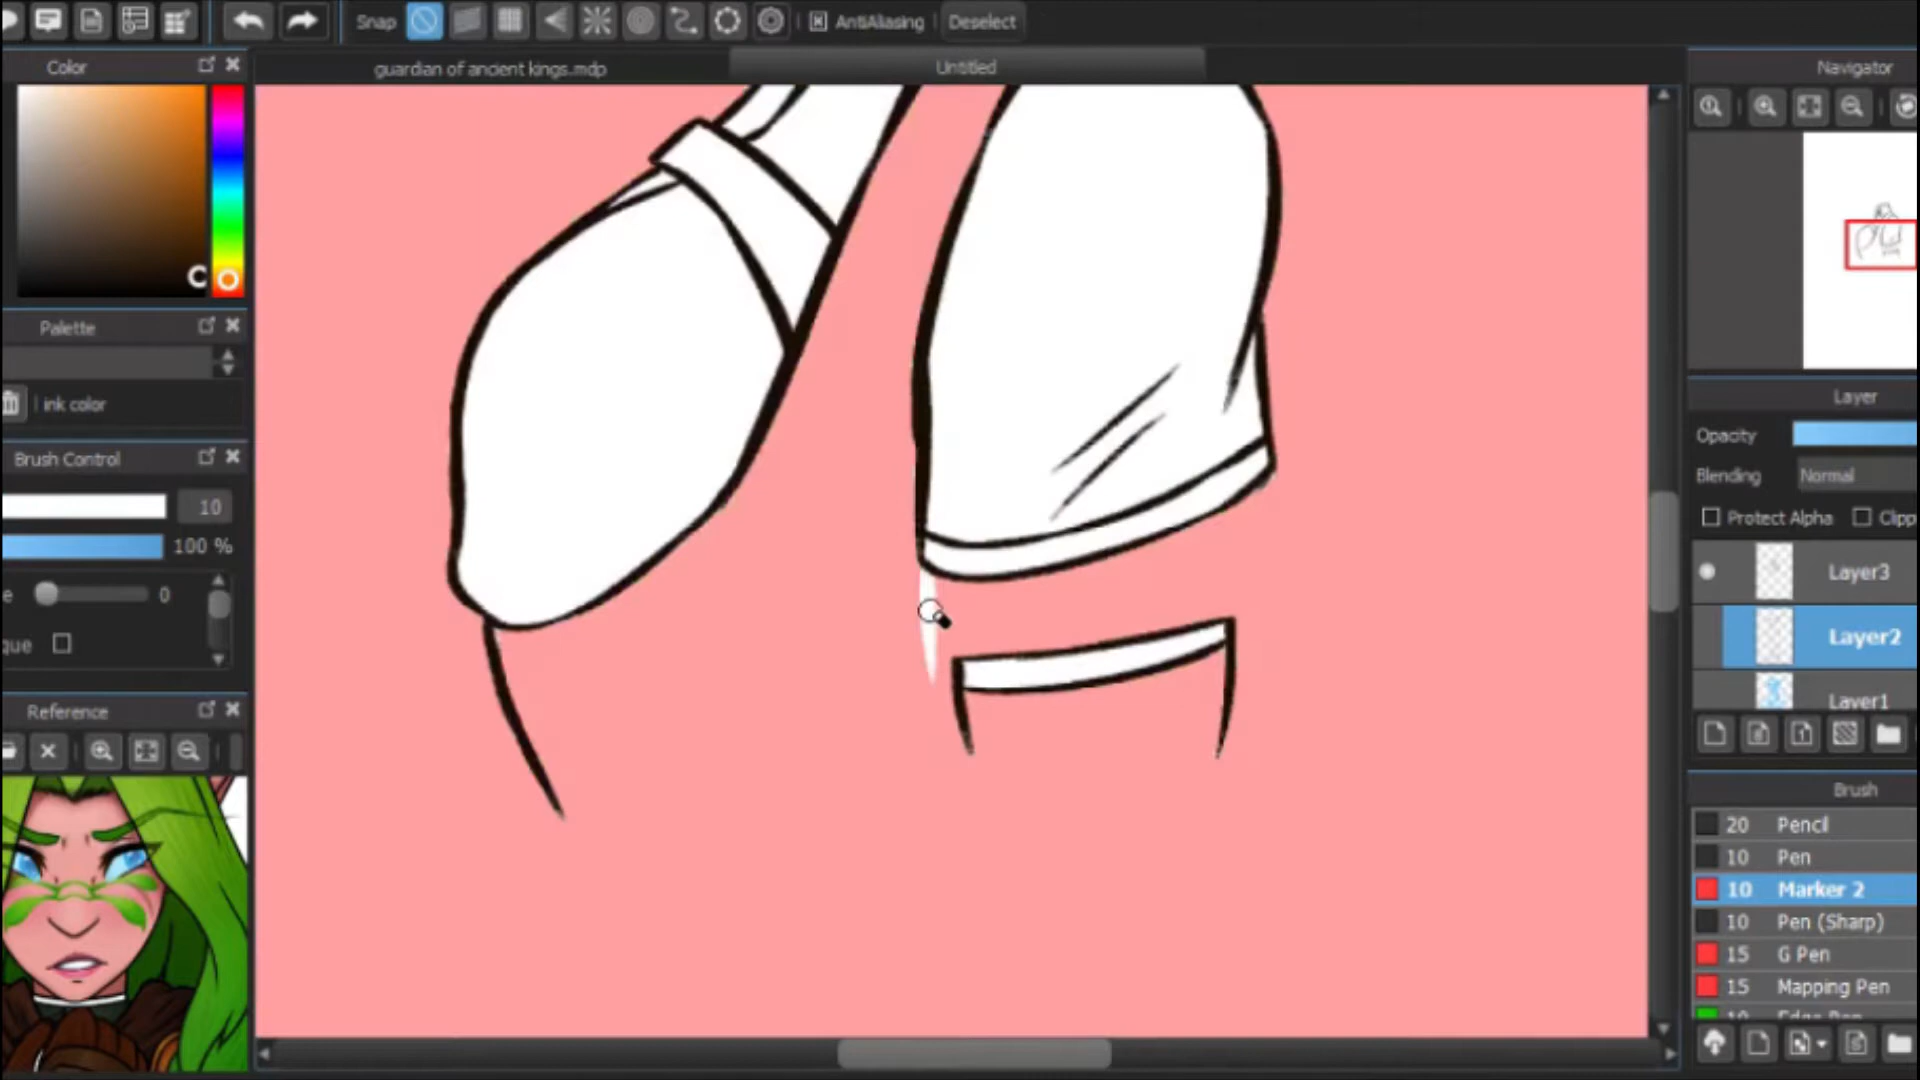 Snap AntiAliasing Deselect
Color
guardian of ancient kings.mdp
Untitled
Navigator
Palette
ink color
Brush Control
10
100 %
0
Reference
Layer
Opacity
Blending Normal
Protect Alpha
Layer3
Layer2
Layer1
Brush
20 Pencil
10 Pen
10 Marker 2
10 Pen (Sharp)
15 G Pen
15 Mapping Pen